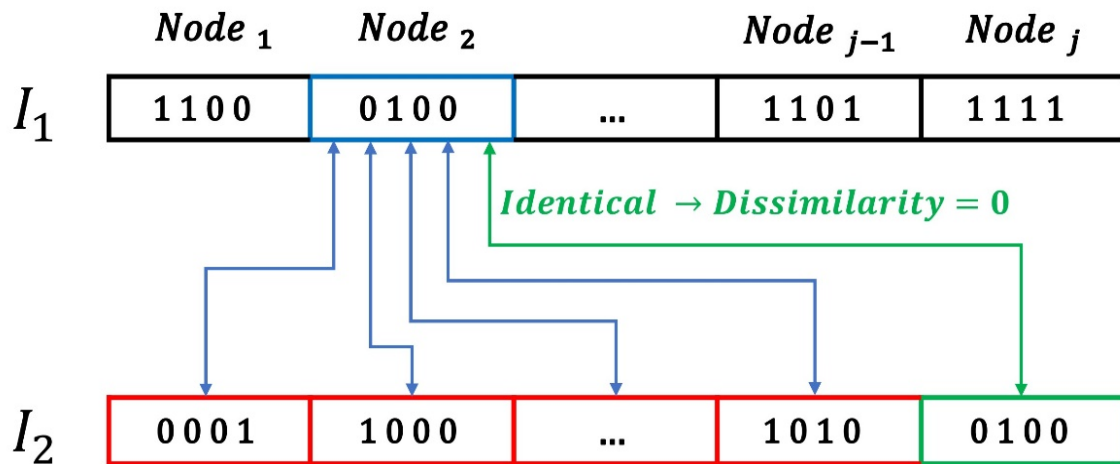 Node 1 Node 2 Node j−1 Node j
I1 1100 0100 ... 1101 1111
Identical → Dissimilarity = 0
I2 0001 1000 ... 1010 0100